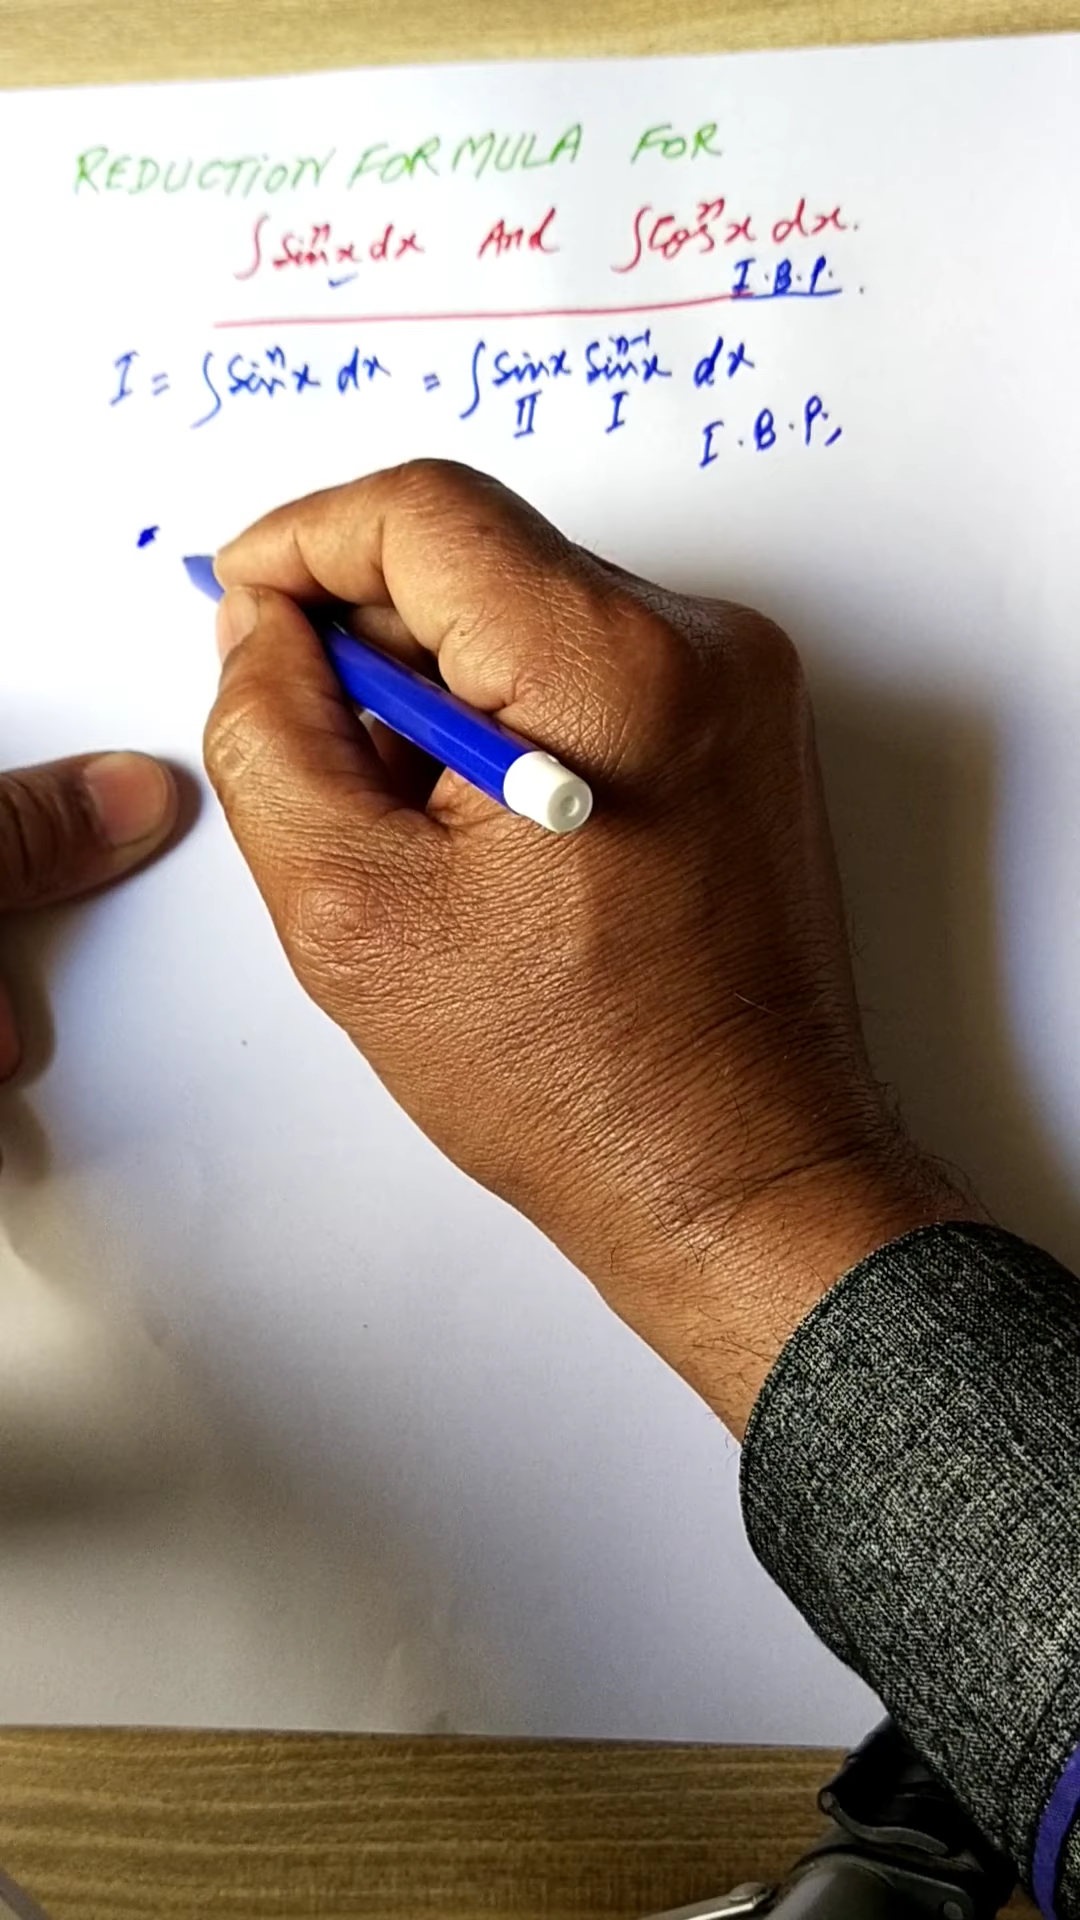 REDUCTION FORMULA FOR
∫sinⁿx dx And ∫cosⁿx dx.
I.B.P.
I = ∫sinⁿx dx = ∫sinx sinⁿ⁻¹x dx
II I
I.B.P,